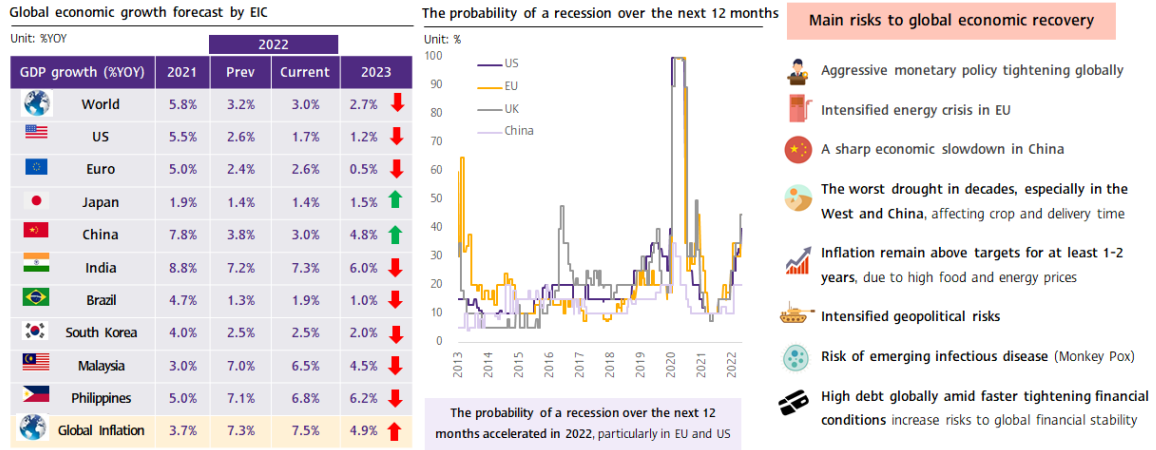 Global economic growth forecast by EIC
Unit: %YOY
2022
GDP growth (%YOY) 2021 Prev Current 2023
World 5.8% 3.2% 3.0% 2.7%
US 5.5% 2.6% 1.7% 1.2%
Euro 5.0% 2.4% 2.6% 0.5%
Japan 1.9% 1.4% 1.4% 1.5%
China 7.8% 3.8% 3.0% 4.8%
India 8.8% 7.2% 7.3% 6.0%
Brazil 4.7% 1.3% 1.9% 1.0%
South Korea 4.0% 2.5% 2.5% 2.0%
Malaysia 3.0% 7.0% 6.5% 4.5%
Philippines 5.0% 7.1% 6.8% 6.2%
Global Inflation 3.7% 7.3% 7.5% 4.9%
The probability of a recession over the next 12 months
Unit: %
100
90
80
70
60
50
40
30
20
10
0
US
EU
UK
China
2013 2014 2015 2016 2017 2018 2019 2020 2021 2022
The probability of a recession over the next 12
months accelerated in 2022, particularly in EU and US
Main risks to global economic recovery
Aggressive monetary policy tightening globally
Intensified energy crisis in EU
A sharp economic slowdown in China
The worst drought in decades, especially in the
West and China, affecting crop and delivery time
Inflation remain above targets for at least 1-2
years, due to high food and energy prices
Intensified geopolitical risks
Risk of emerging infectious disease (Monkey Pox)
High debt globally amid faster tightening financial
conditions increase risks to global financial stability